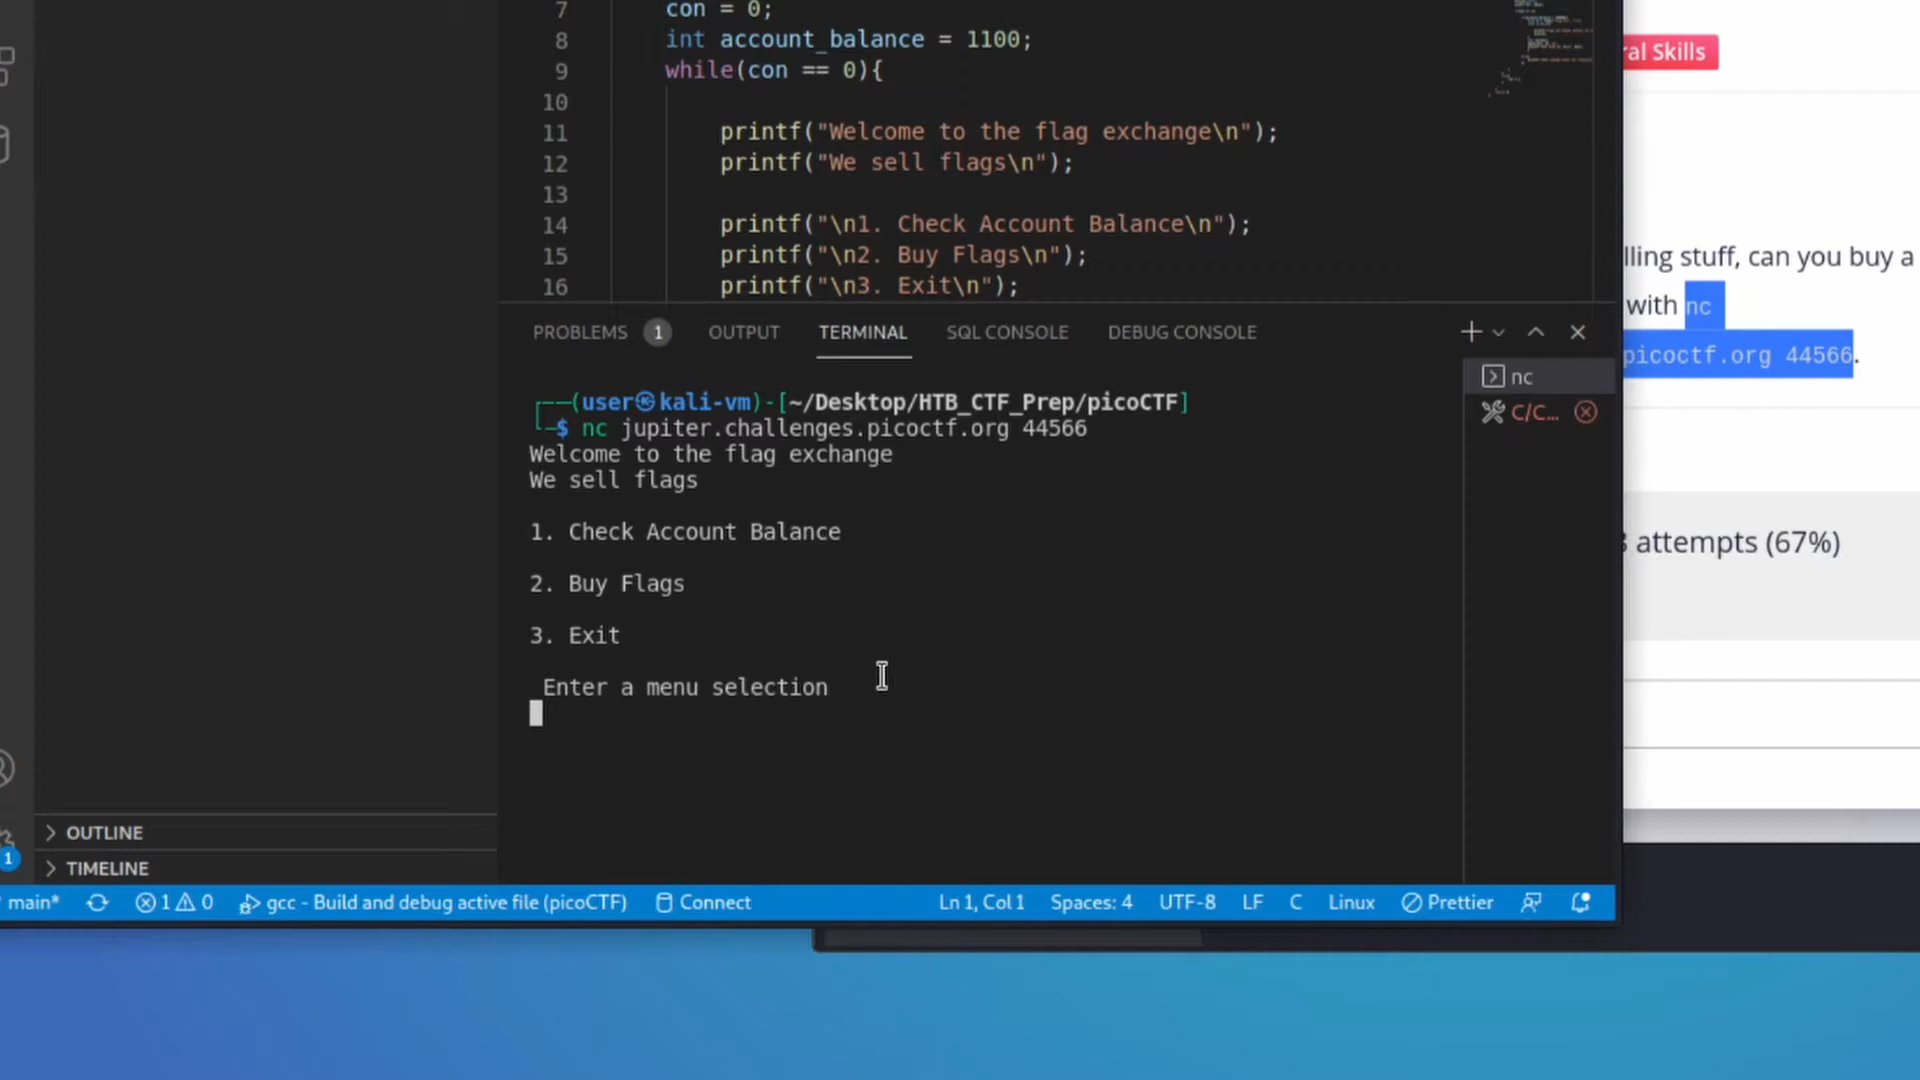 7 con = 0;
8 int account_balance = 1100;
9 while(con == 0){
10
11 printf("Welcome to the flag exchange\n");
12 printf("We sell flags\n");
13
14 printf("\n1. Check Account Balance\n");
15 printf("\n2. Buy Flags\n");
16 printf("\n3. Exit\n");
PROBLEMS 1 OUTPUT TERMINAL SQL CONSOLE DEBUG CONSOLE
nc
C/C...
(user㉿kali-vm)-[~/Desktop/HTB_CTF_Prep/picoCTF]
$ nc jupiter.challenges.picoctf.org 44566
Welcome to the flag exchange
We sell flags
1. Check Account Balance
2. Buy Flags
3. Exit
Enter a menu selection
OUTLINE
TIMELINE
1
main* 1 0 gcc - Build and debug active file (picoCTF) Connect Ln 1, Col 1 Spaces: 4 UTF-8 LF C Linux Prettier
ral Skills
lling stuff, can you buy a
with nc
picoctf.org 44566.
attempts (67%)